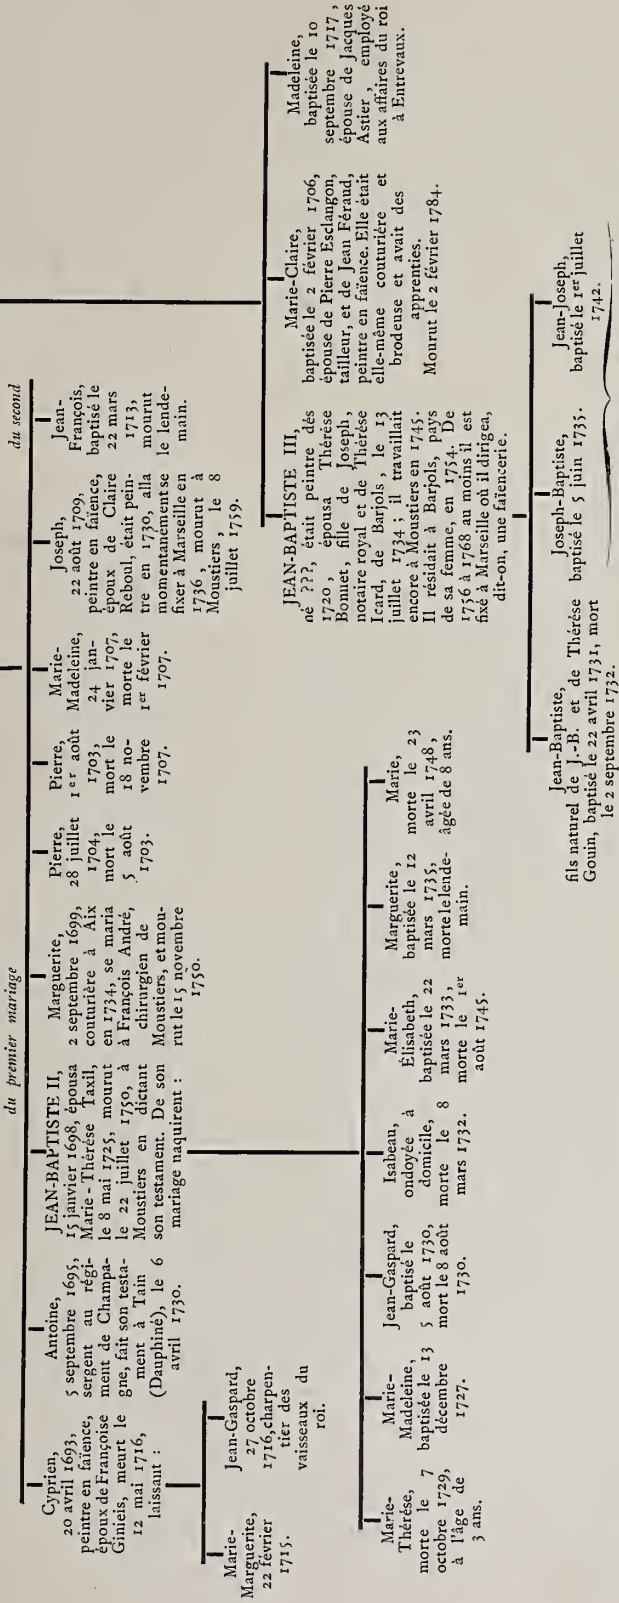 du premier mariage
du second
Cyprien,
20 avril 1693,
peintre en faïence,
époux de Françoise
Ginieis, meurt le
12 mai 1716,
laissant :
Antoine,
5 septembre 1695,
sergent au régi-
ment de Champa-
gne, fait son testa-
ment à Tain
(Dauphiné), le 6
avril 1730.
JEAN-BAPTISTE II,
15 janvier 1698, épousa
Marie-Thérèse Taxil,
le 8 mai 1725, mourut
le 22 juillet 1750, à
Moustiers en dictant
son testament. De son
mariage naquirent :
Marguerite,
2 septembre 1699,
couturière à Aix
en 1734, se maria
à François André,
chirurgien de
Moustiers, et mou-
rut le 15 novembre
1750.
Pierre,
28 juillet
1704,
mort le
5 août
1703.
Pierre,
1er août
1703,
mort le
18 no-
vembre
1707.
Marie-
Madeleine,
24 jan-
vier 1707,
morte le
1er février
1707.
Joseph,
22 août 1709,
peintre en faïence,
époux de Claire
Reboul, était pein-
tre en 1730, alla
momentanément se
fixer à Marseille en
1736, mourut à
Moustiers, le 8
juillet 1759.
Jean-
François,
baptisé le
22 mars
1713,
mourut
le lende-
main.
Marie-
Marguerite,
22 février
1715.
Jean-Gaspard,
27 octobre
1716, charpen-
tier des
vaisseaux du
roi.
Marie-
Thérèse,
morte le 7
octobre 1729,
à l'âge de
3 ans.
Marie-
Madeleine,
baptisée le 13
décembre
1727.
Jean-Gaspard,
baptisé le
5 août 1730,
mort le 8 août
1730.
Isabeau,
ondoyée à
domicile,
morte le 8
mars 1732.
Marie-
Élisabeth,
baptisée le 22
mars 1733,
morte le 1er
août 1745.
Marguerite,
baptisée le 12
mars 1735,
morte le lende-
main.
Marie,
morte le 23
avril 1748,
âgée de 8 ans.
JEAN-BAPTISTE III,
né ???, était peintre dès
1720, épousa Thérèse
Bonnet, fille de Joseph,
notaire royal et de Thérèse
Icard, de Barjols, le 13
juillet 1734 ; il travaillait
encore à Moustiers en 1745.
Il résidait à Barjols, pays
de sa femme, en 1754. De
1756 à 1768 au moins il est
fixé à Marseille où il dirigea,
dit-on, une faïencerie.
Marie-Claire,
baptisée le 2 février 1706,
épouse de Pierre Esclangon,
tailleur, et de Jean Féraud,
peintre en faïence. Elle était
elle-même couturière et
brodeuse et avait des
apprenties.
Mourut le 2 février 1784.
Madeleine,
baptisée le 10
septembre 1717,
épouse de Jacques
Astier, employé
aux affaires du roi
à Entrevaux.
Jean-Baptiste,
fils naturel de J.-B. et de Thérèse
Gouin, baptisé le 22 avril 1731, mort
le 2 septembre 1732.
Joseph-Baptiste,
baptisé le 5 juin 1735.
Jean-Joseph,
baptisé le 1er juillet
1742.